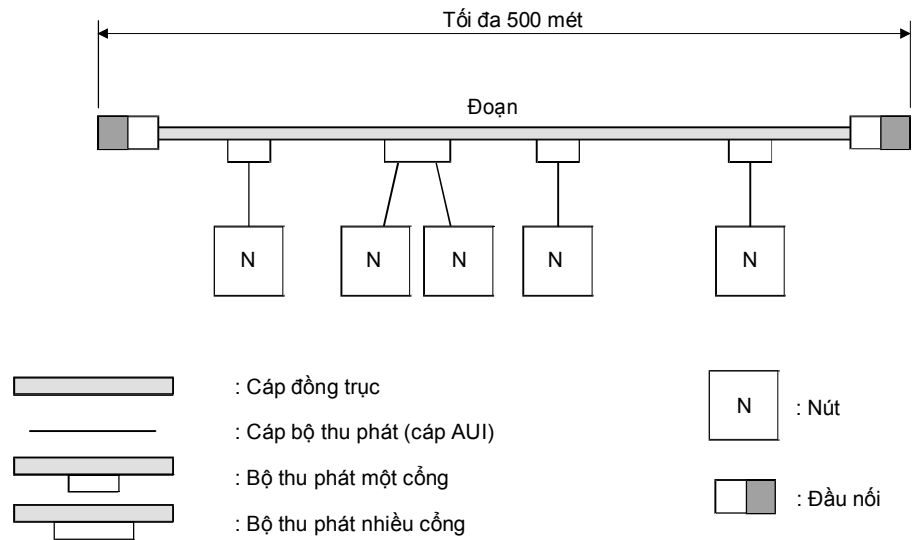 Tối đa 500 mét
Đoạn
N N N N N
: Cáp đồng trục
: Cáp bộ thu phát (cáp AUI)
: Bộ thu phát một cổng
: Bộ thu phát nhiều cổng
N : Nút
: Đầu nối